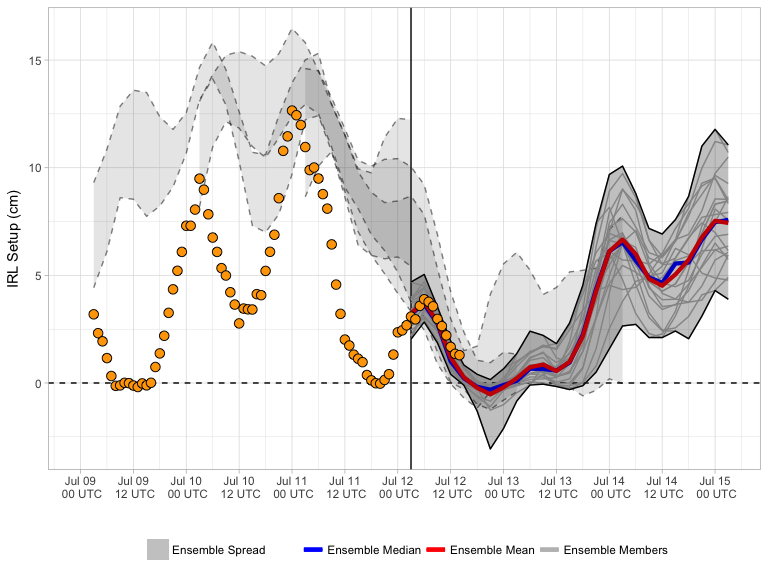 IRL Setup (cm)
15
10
5
0
Jul 09 Jul 09 Jul 10 Jul 10 Jul 11 Jul 11 Jul 12 Jul 12 Jul 13 Jul 13 Jul 14 Jul 14 Jul 15
00 UTC 12 UTC 00 UTC 12 UTC 00 UTC 12 UTC 00 UTC 12 UTC 00 UTC 12 UTC 00 UTC 12 UTC 00 UTC
Ensemble Spread Ensemble Median Ensemble Mean Ensemble Members